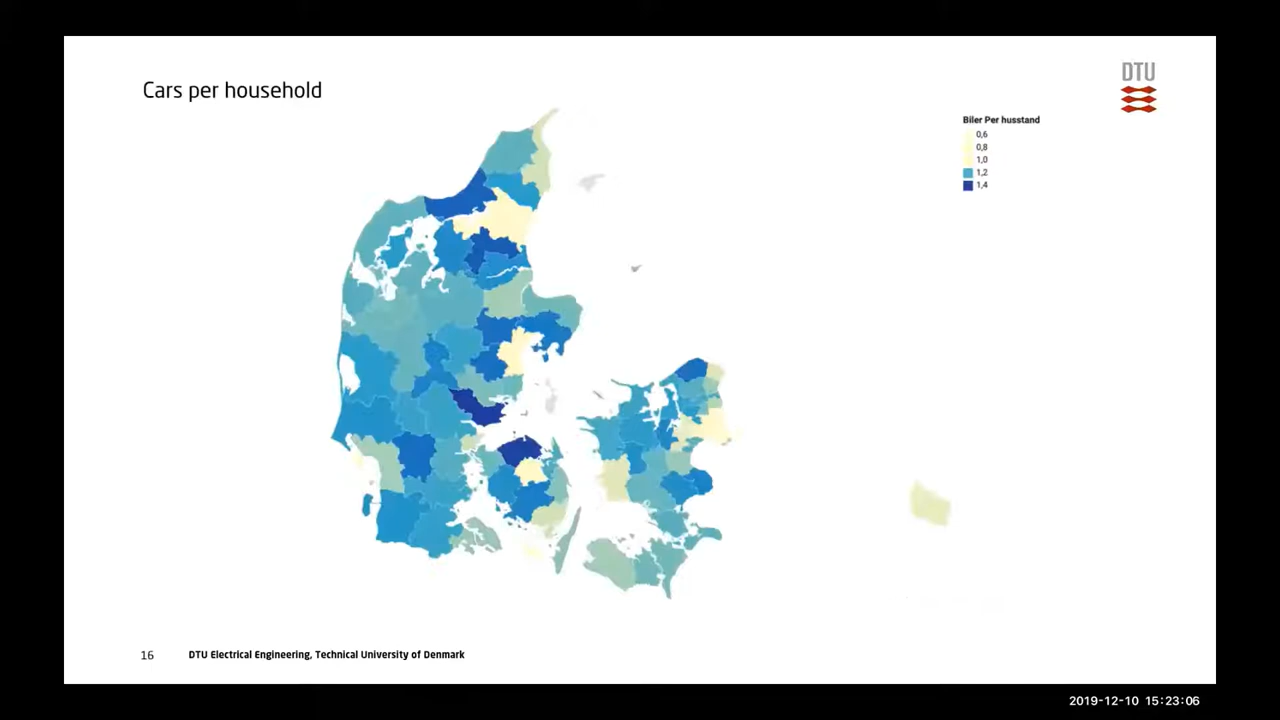 Cars per household
DTU
Biler Per husstand
0,6
0,8
1,0
1,2
1,4
16 DTU Electrical Engineering, Technical University of Denmark
2019-12-10 15:23:06